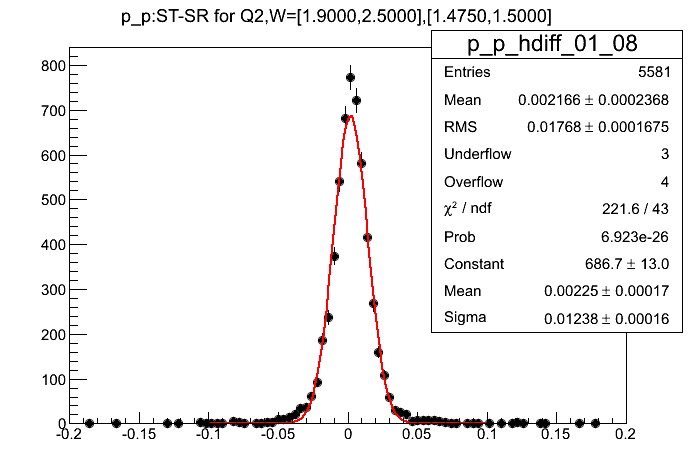 p_p:ST-SR for Q2,W=[1.9000,2.5000],[1.4750,1.5000]
p_p_hdiff_01_08
Entries 5581
Mean 0.002166 ± 0.0002368
RMS 0.01768 ± 0.0001675
Underflow 3
Overflow 4
χ² / ndf 221.6 / 43
Prob 6.923e-26
Constant 686.7 ± 13.0
Mean 0.00225 ± 0.00017
Sigma 0.01238 ± 0.00016
800
700
600
500
400
300
200
100
0
-0.2 -0.15 -0.1 -0.05 0 0.05 0.1 0.15 0.2